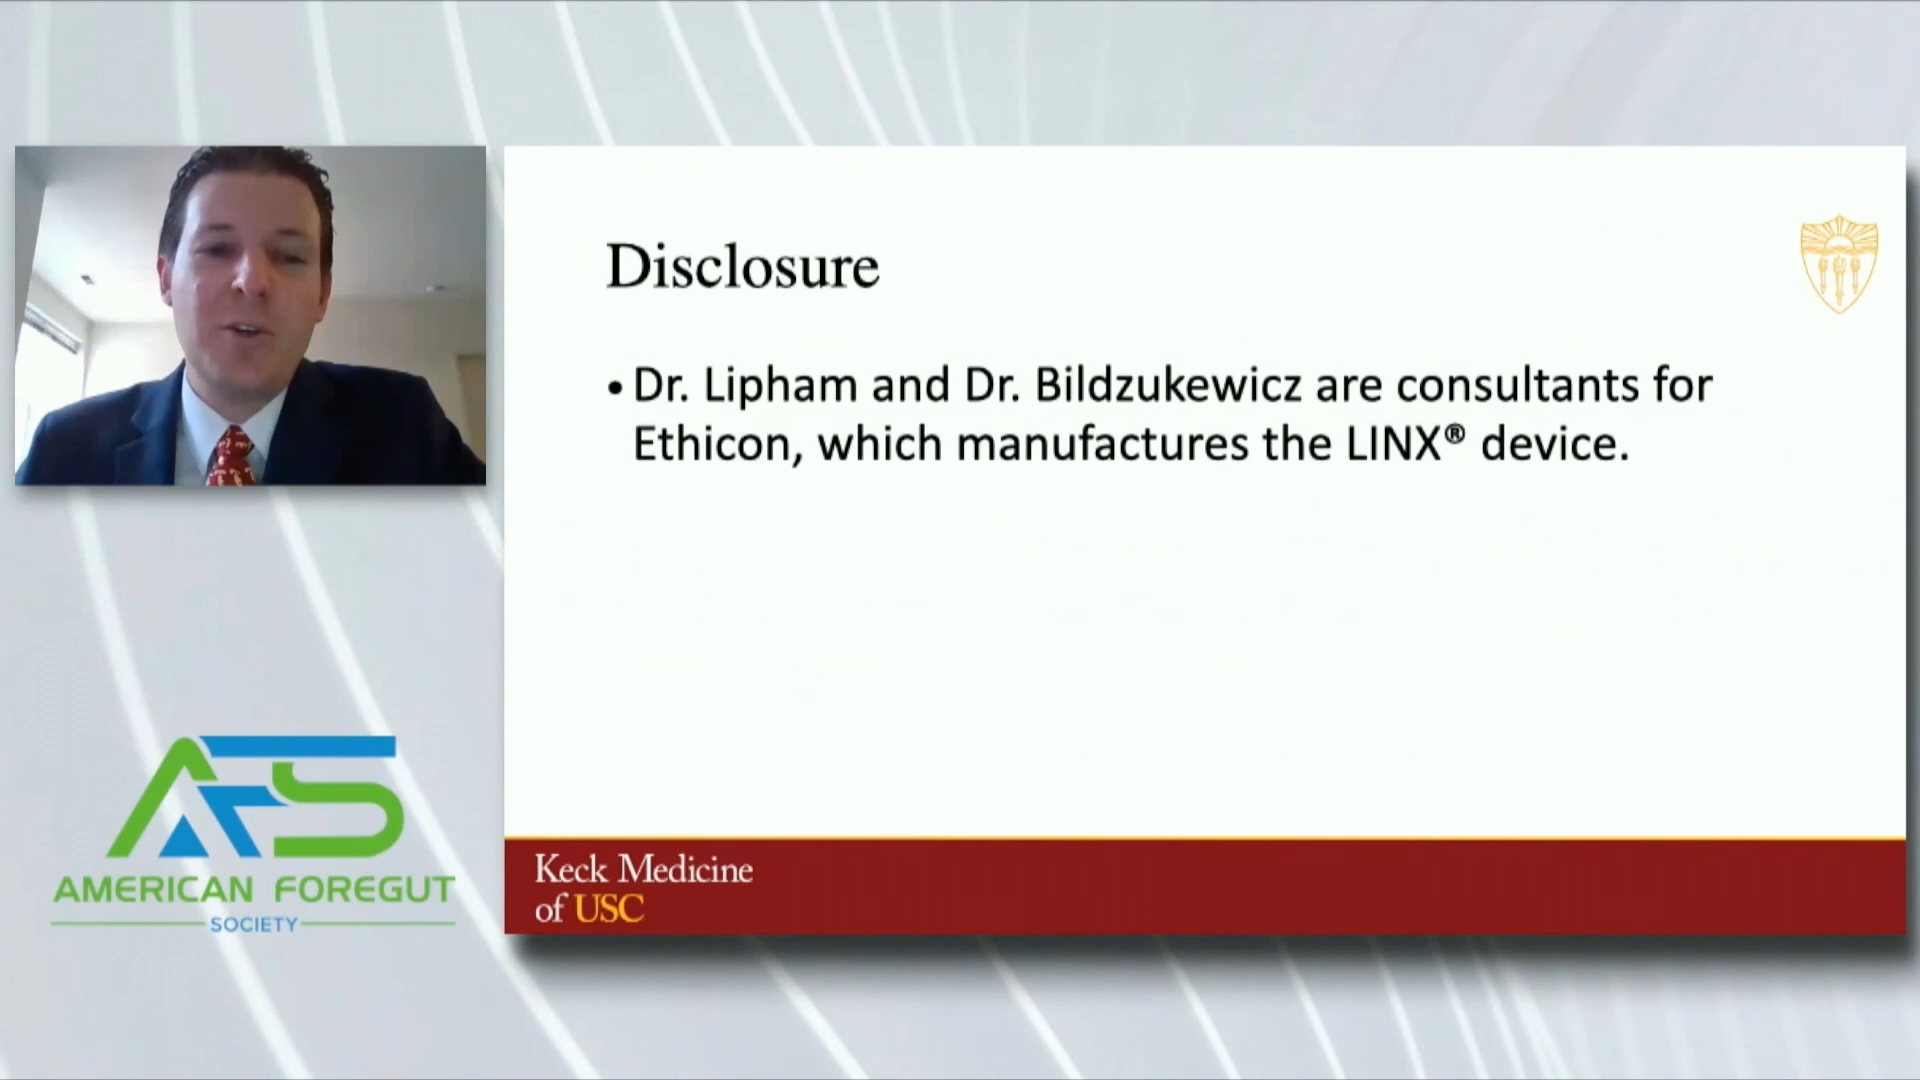 Disclosure
• Dr. Lipham and Dr. Bildzukewicz are consultants for
Ethicon, which manufactures the LINX® device.
Keck Medicine
of USC
AFS
AMERICAN FOREGUT
SOCIETY